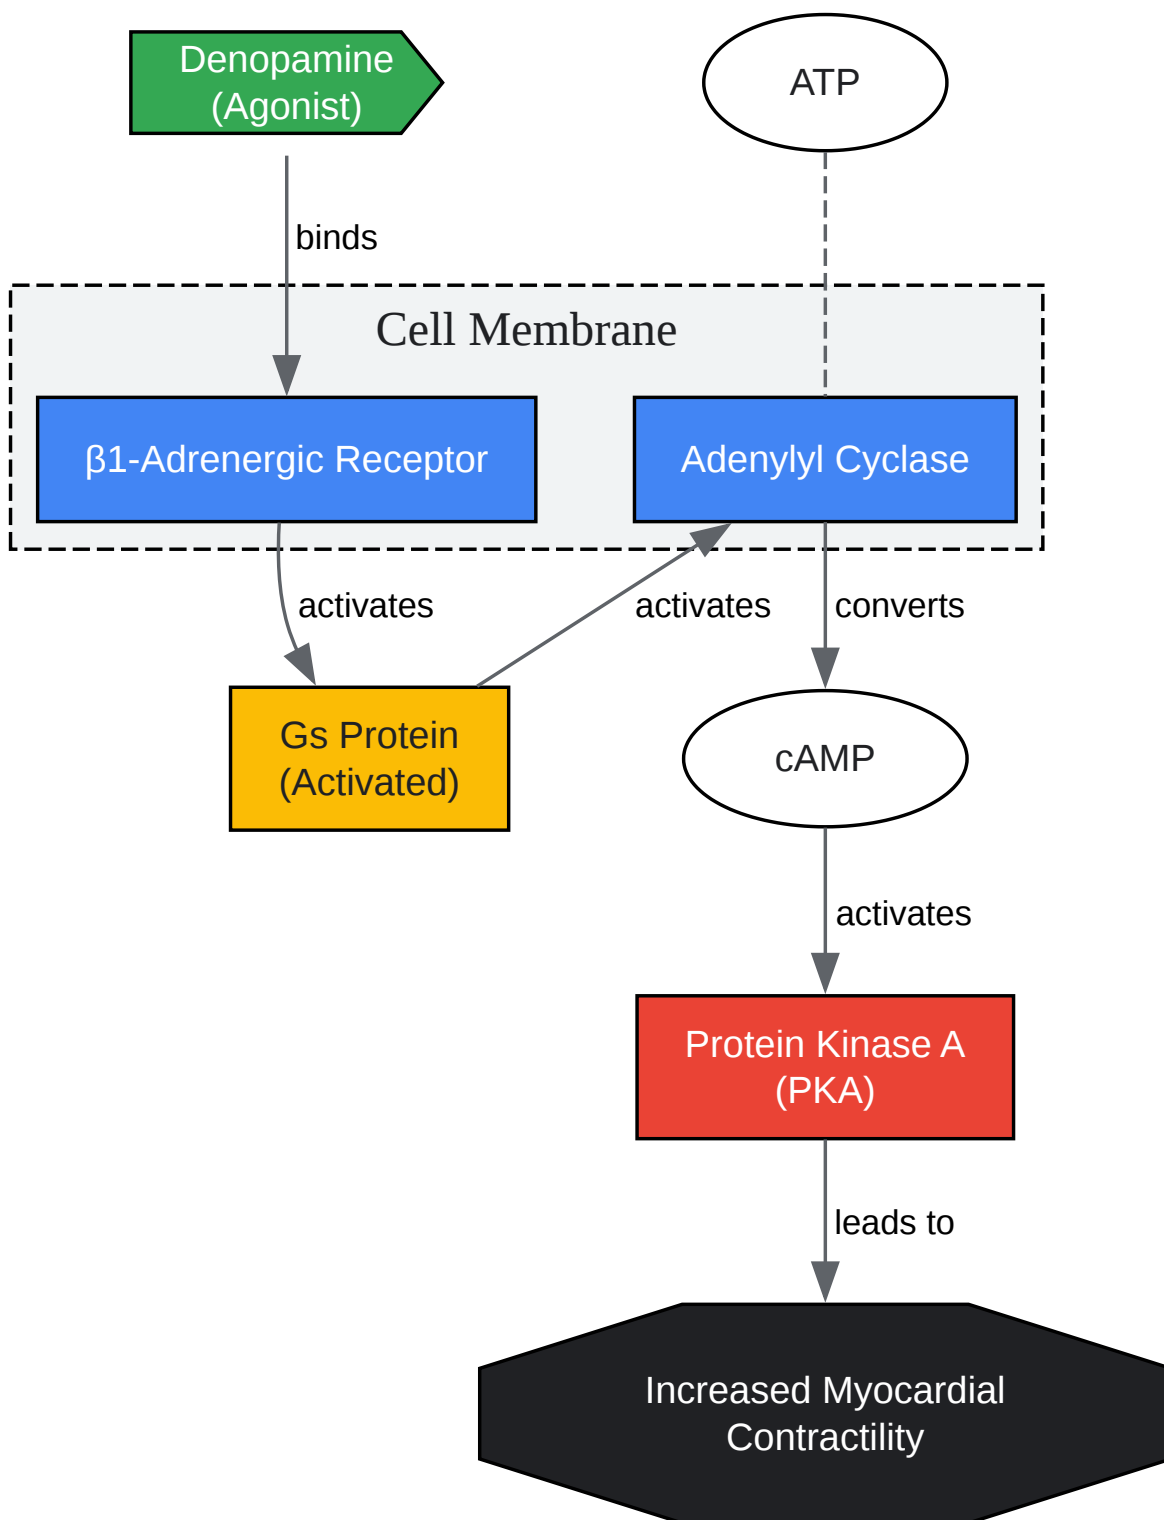 Denopamine
(Agonist)
ATP
binds
Cell Membrane
β1-Adrenergic Receptor
Adenylyl Cyclase
activates
activates
converts
Gs Protein
(Activated)
cAMP
activates
Protein Kinase A
(PKA)
leads to
Increased Myocardial
Contractility